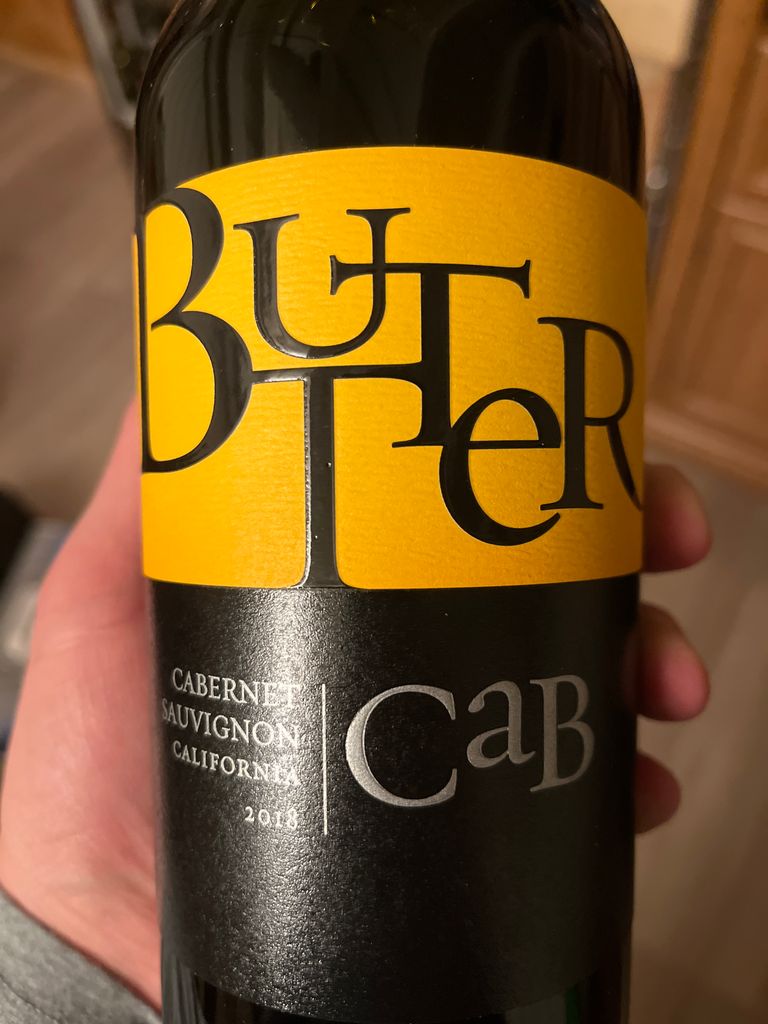 BUTTeR
CABERNET
SAUVIGNON
CALIFORNIA
2018
CaB